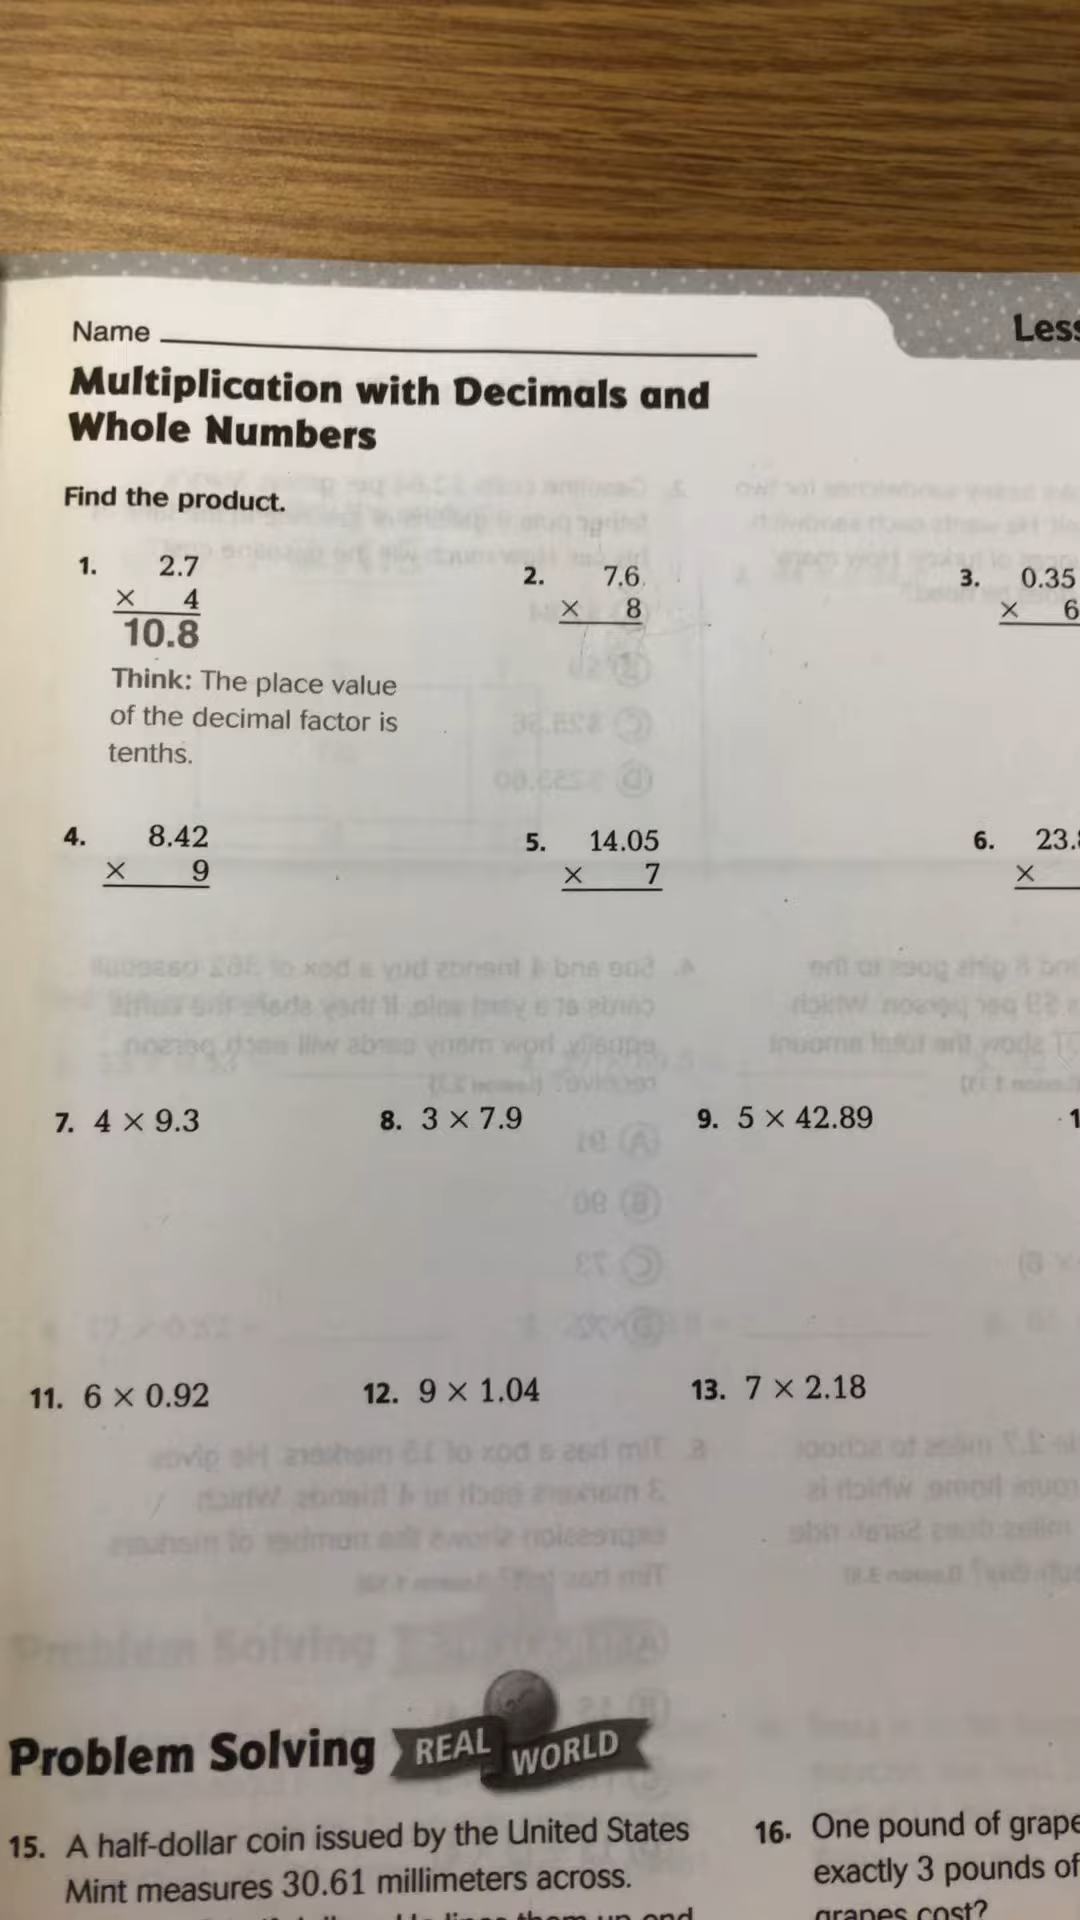 Name
Less
Multiplication with Decimals and
Whole Numbers
Find the product.
1. 2.7
× 4
10.8
Think: The place value
of the decimal factor is
tenths.
2. 7.6
× 8
3. 0.35
× 6
4. 8.42
× 9
5. 14.05
× 7
6. 23.
×
7. 4 × 9.3
8. 3 × 7.9
9. 5 × 42.89
1
11. 6 × 0.92
12. 9 × 1.04
13. 7 × 2.18
Problem Solving REAL WORLD
15. A half-dollar coin issued by the United States
Mint measures 30.61 millimeters across.
16. One pound of grape
exactly 3 pounds of
grapes cost?